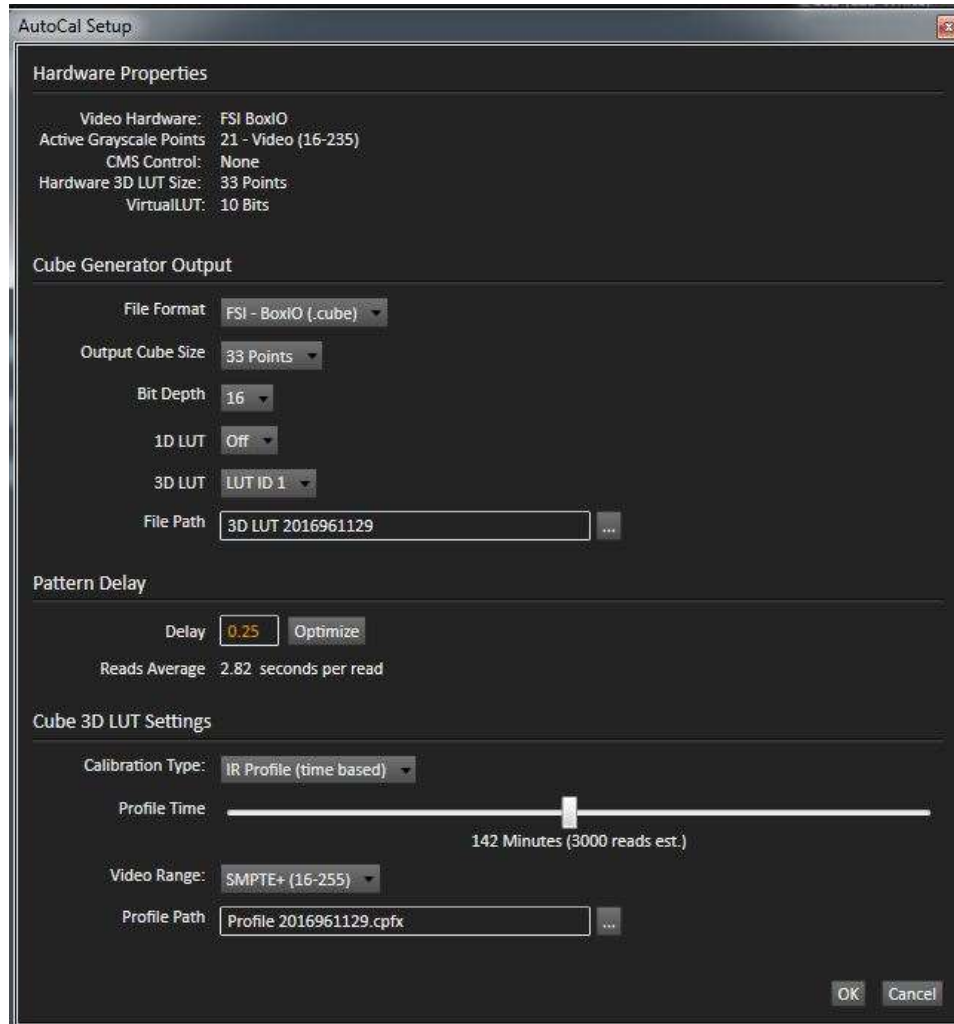 AutoCal Setup
Hardware Properties
Video Hardware: FSI BoxIO
Active Grayscale Points 21 - Video (16-235)
CMS Control: None
Hardware 3D LUT Size: 33 Points
VirtualLUT: 10 Bits
Cube Generator Output
File Format FSI - BoxIO (.cube)
Output Cube Size 33 Points
Bit Depth 16
1D LUT Off
3D LUT LUT ID 1
File Path 3D LUT 2016961129 ...
Pattern Delay
Delay 0.25 Optimize
Reads Average 2.82 seconds per read
Cube 3D LUT Settings
Calibration Type: IR Profile (time based)
Profile Time
142 Minutes (3000 reads est.)
Video Range: SMPTE+ (16-255)
Profile Path Profile 2016961129.cpfx ...
OK Cancel